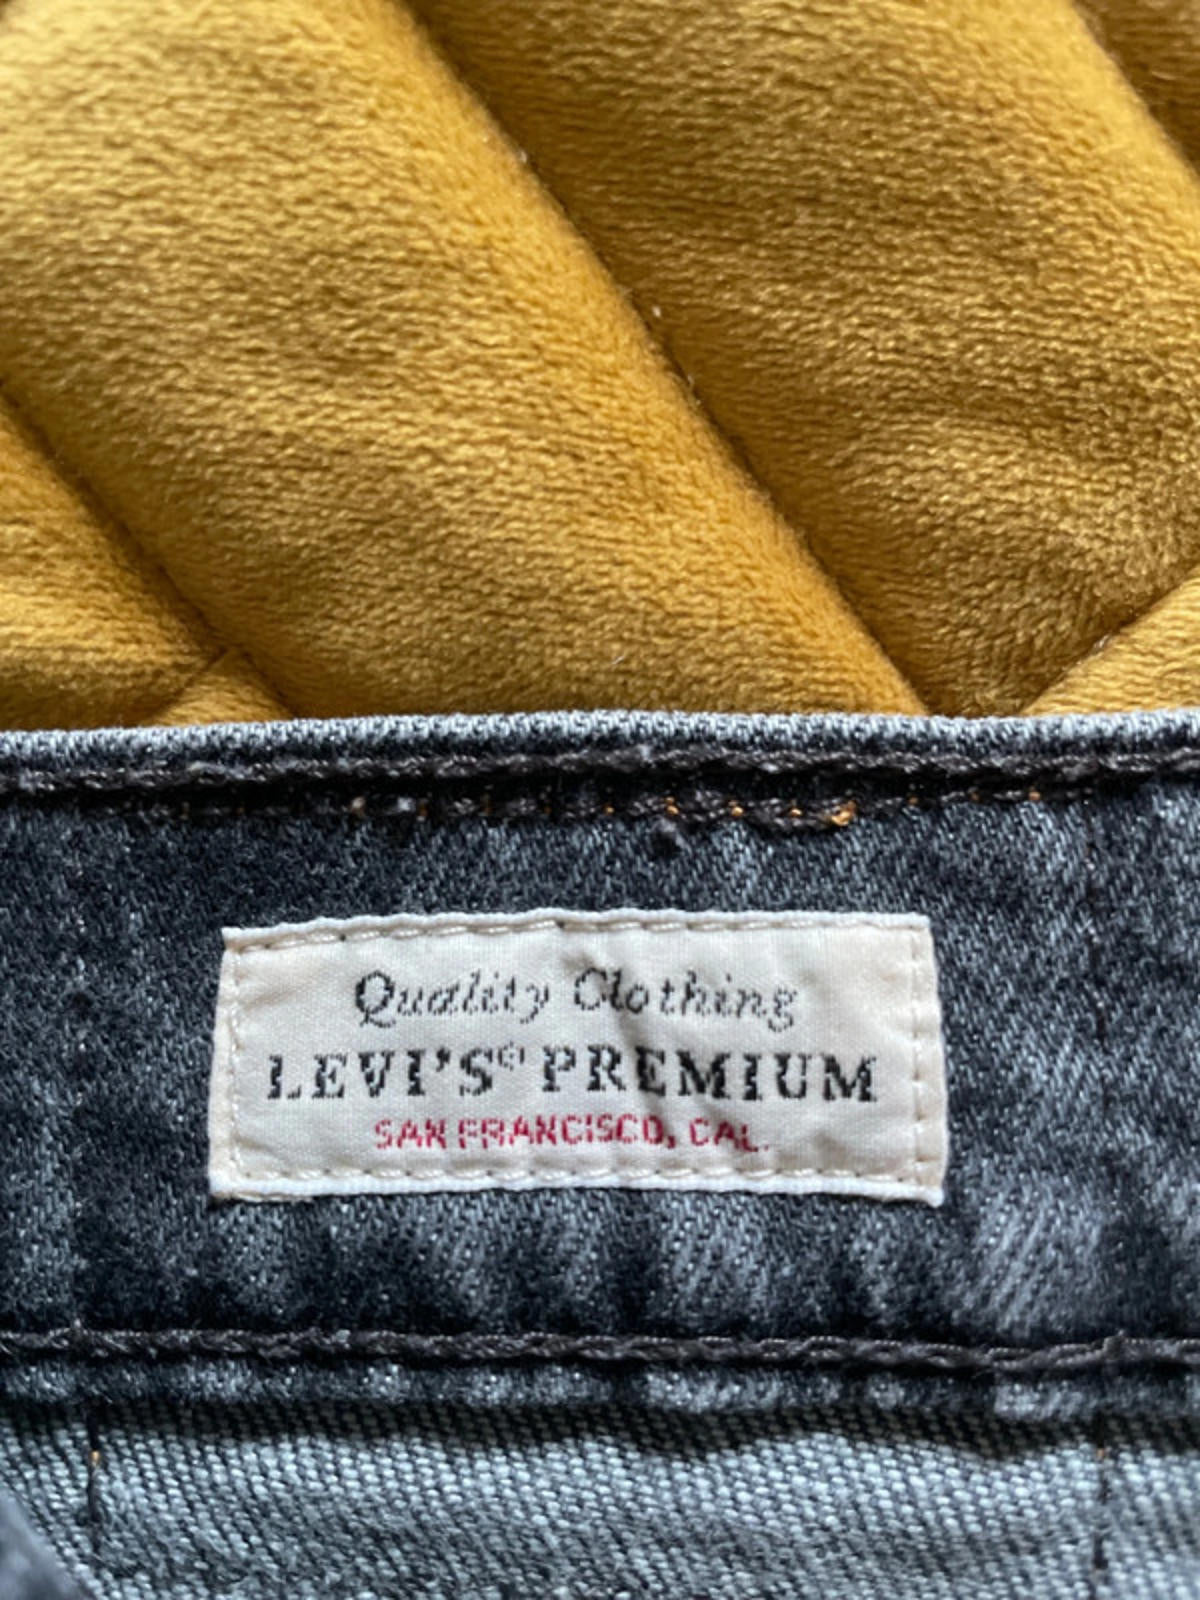 Quality Clothing
LEVI'S® PREMIUM
SAN FRANCISCO, CAL.